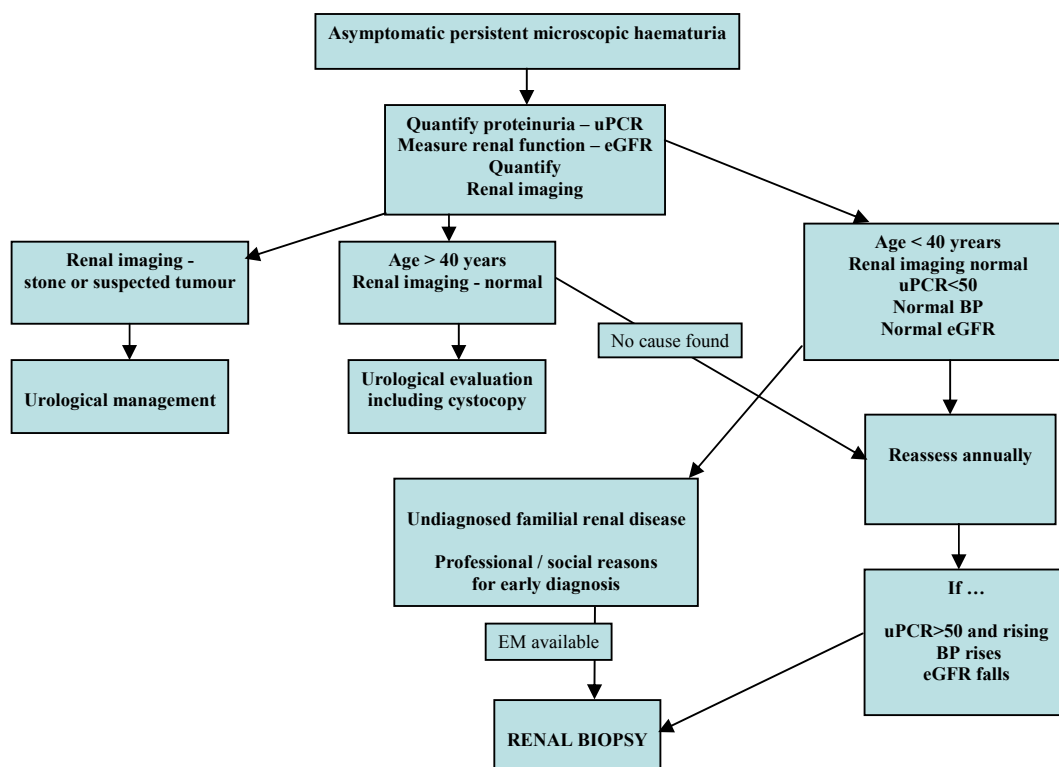 Asymptomatic persistent microscopic haematuria
Quantify proteinuria – uPCR
Measure renal function – eGFR
Quantify
Renal imaging
Renal imaging -
stone or suspected tumour
Age > 40 years
Renal imaging - normal
Age < 40 yrears
Renal imaging normal
uPCR<50
Normal BP
Normal eGFR
No cause found
Urological management
Urological evaluation
including cystocopy
Reassess annually
Undiagnosed familial renal disease
Professional / social reasons
for early diagnosis
If …
uPCR>50 and rising
BP rises
eGFR falls
EM available
RENAL BIOPSY